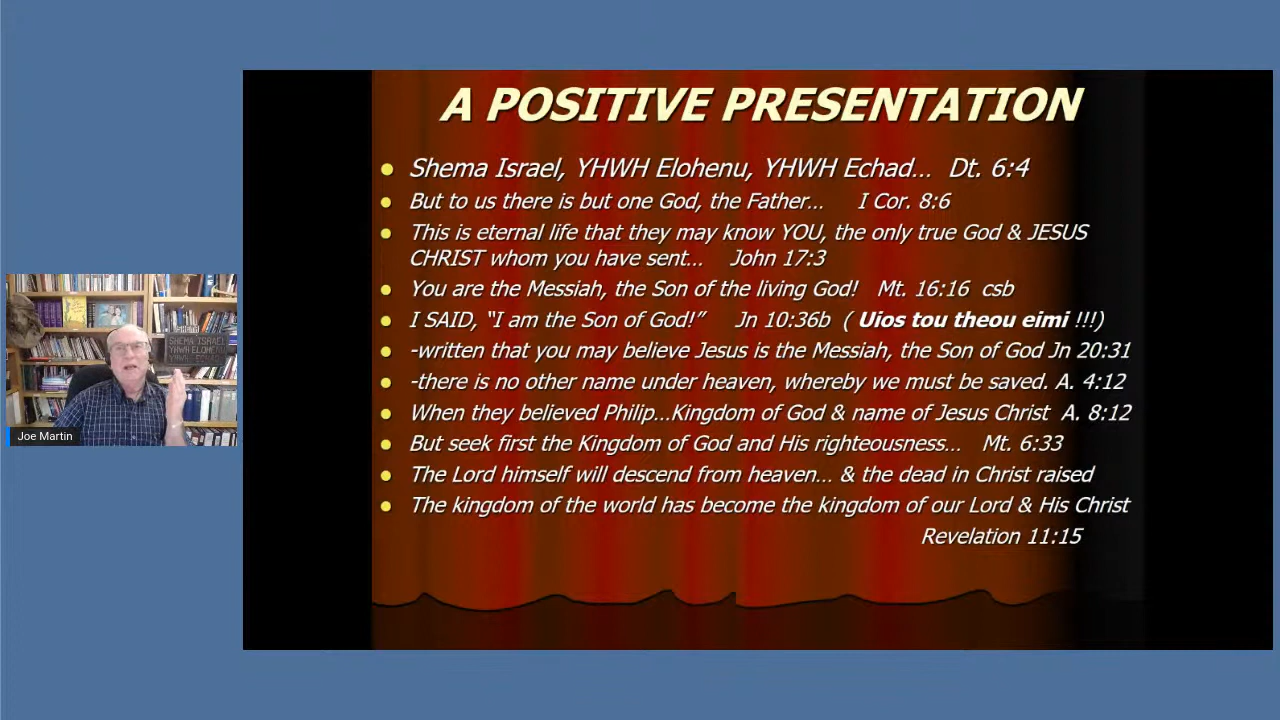 A POSITIVE PRESENTATION
Shema Israel, YHWH Elohenu, YHWH Echad... Dt. 6:4
But to us there is but one God, the Father... I Cor. 8:6
This is eternal life that they may know YOU, the only true God & JESUS
CHRIST whom you have sent... John 17:3
You are the Messiah, the Son of the living God! Mt. 16:16 csb
I SAID, "I am the Son of God!" Jn 10:36b ( Uios tou theou eimi !!!)
-written that you may believe Jesus is the Messiah, the Son of God Jn 20:31
-there is no other name under heaven, whereby we must be saved. A. 4:12
When they believed Philip...Kingdom of God & name of Jesus Christ A. 8:12
But seek first the Kingdom of God and His righteousness... Mt. 6:33
The Lord himself will descend from heaven... & the dead in Christ raised
The kingdom of the world has become the kingdom of our Lord & His Christ
Revelation 11:15
SHEMA ISRAEL
YHWH ELOHENU
YHWH ECHAD
Joe Martin